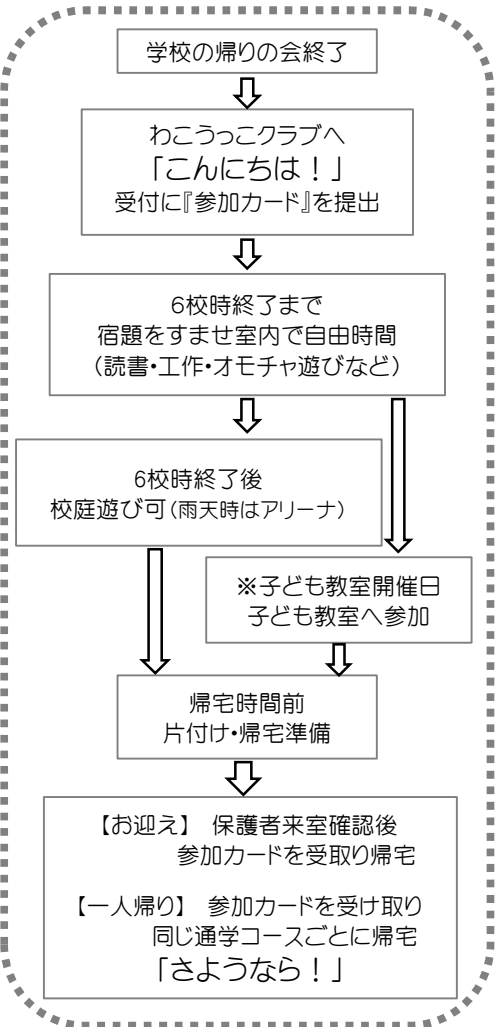 学校の帰りの会終了
わこうっこクラブへ
「こんにちは！」
受付に『参加カード』を提出
6校時終了まで
宿題をすませ室内で自由時間
（読書・工作・オモチャ遊びなど）
6校時終了後
校庭遊び可（雨天時はアリーナ）
※子ども教室開催日
子ども教室へ参加
帰宅時間前
片付け・帰宅準備
【お迎え】 保護者来室確認後
参加カードを受取り帰宅
【一人帰り】 参加カードを受け取り
同じ通学コースごとに帰宅
「さようなら！」